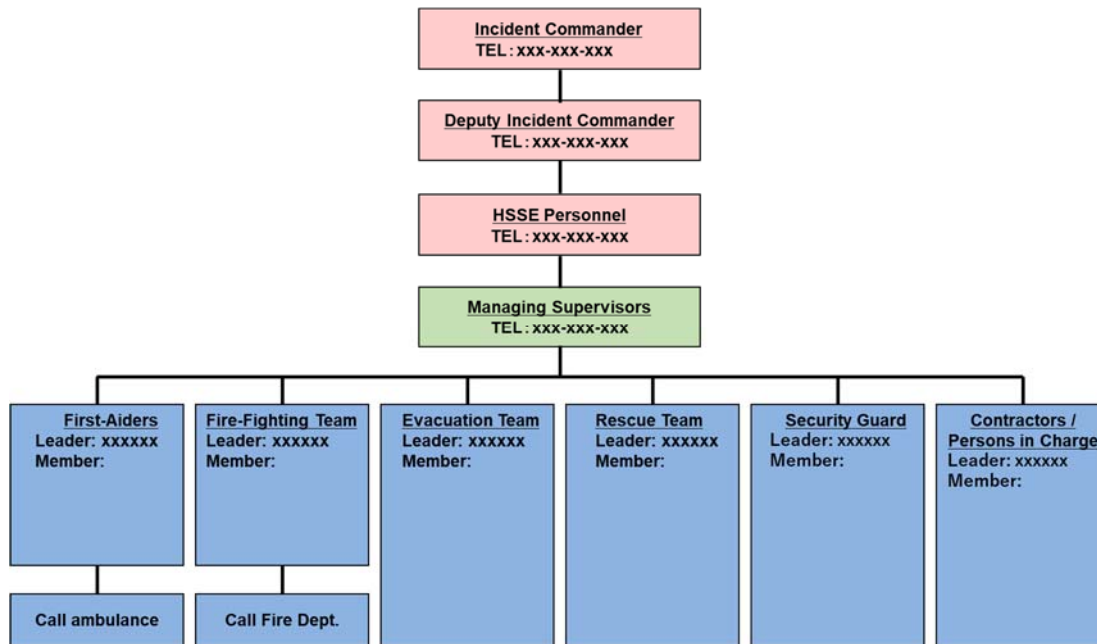 Incident Commander
TEL：xxx-xxx-xxx
Deputy Incident Commander
TEL：xxx-xxx-xxx
HSSE Personnel
TEL：xxx-xxx-xxx
Managing Supervisors
TEL：xxx-xxx-xxx
First-Aiders
Leader: xxxxxx
Member:
Call ambulance
Fire-Fighting Team
Leader: xxxxxx
Member:
Call Fire Dept.
Evacuation Team
Leader: xxxxxx
Member:
Rescue Team
Leader: xxxxxx
Member:
Security Guard
Leader: xxxxxx
Member:
Contractors /
Persons in Charge
Leader: xxxxxx
Member: